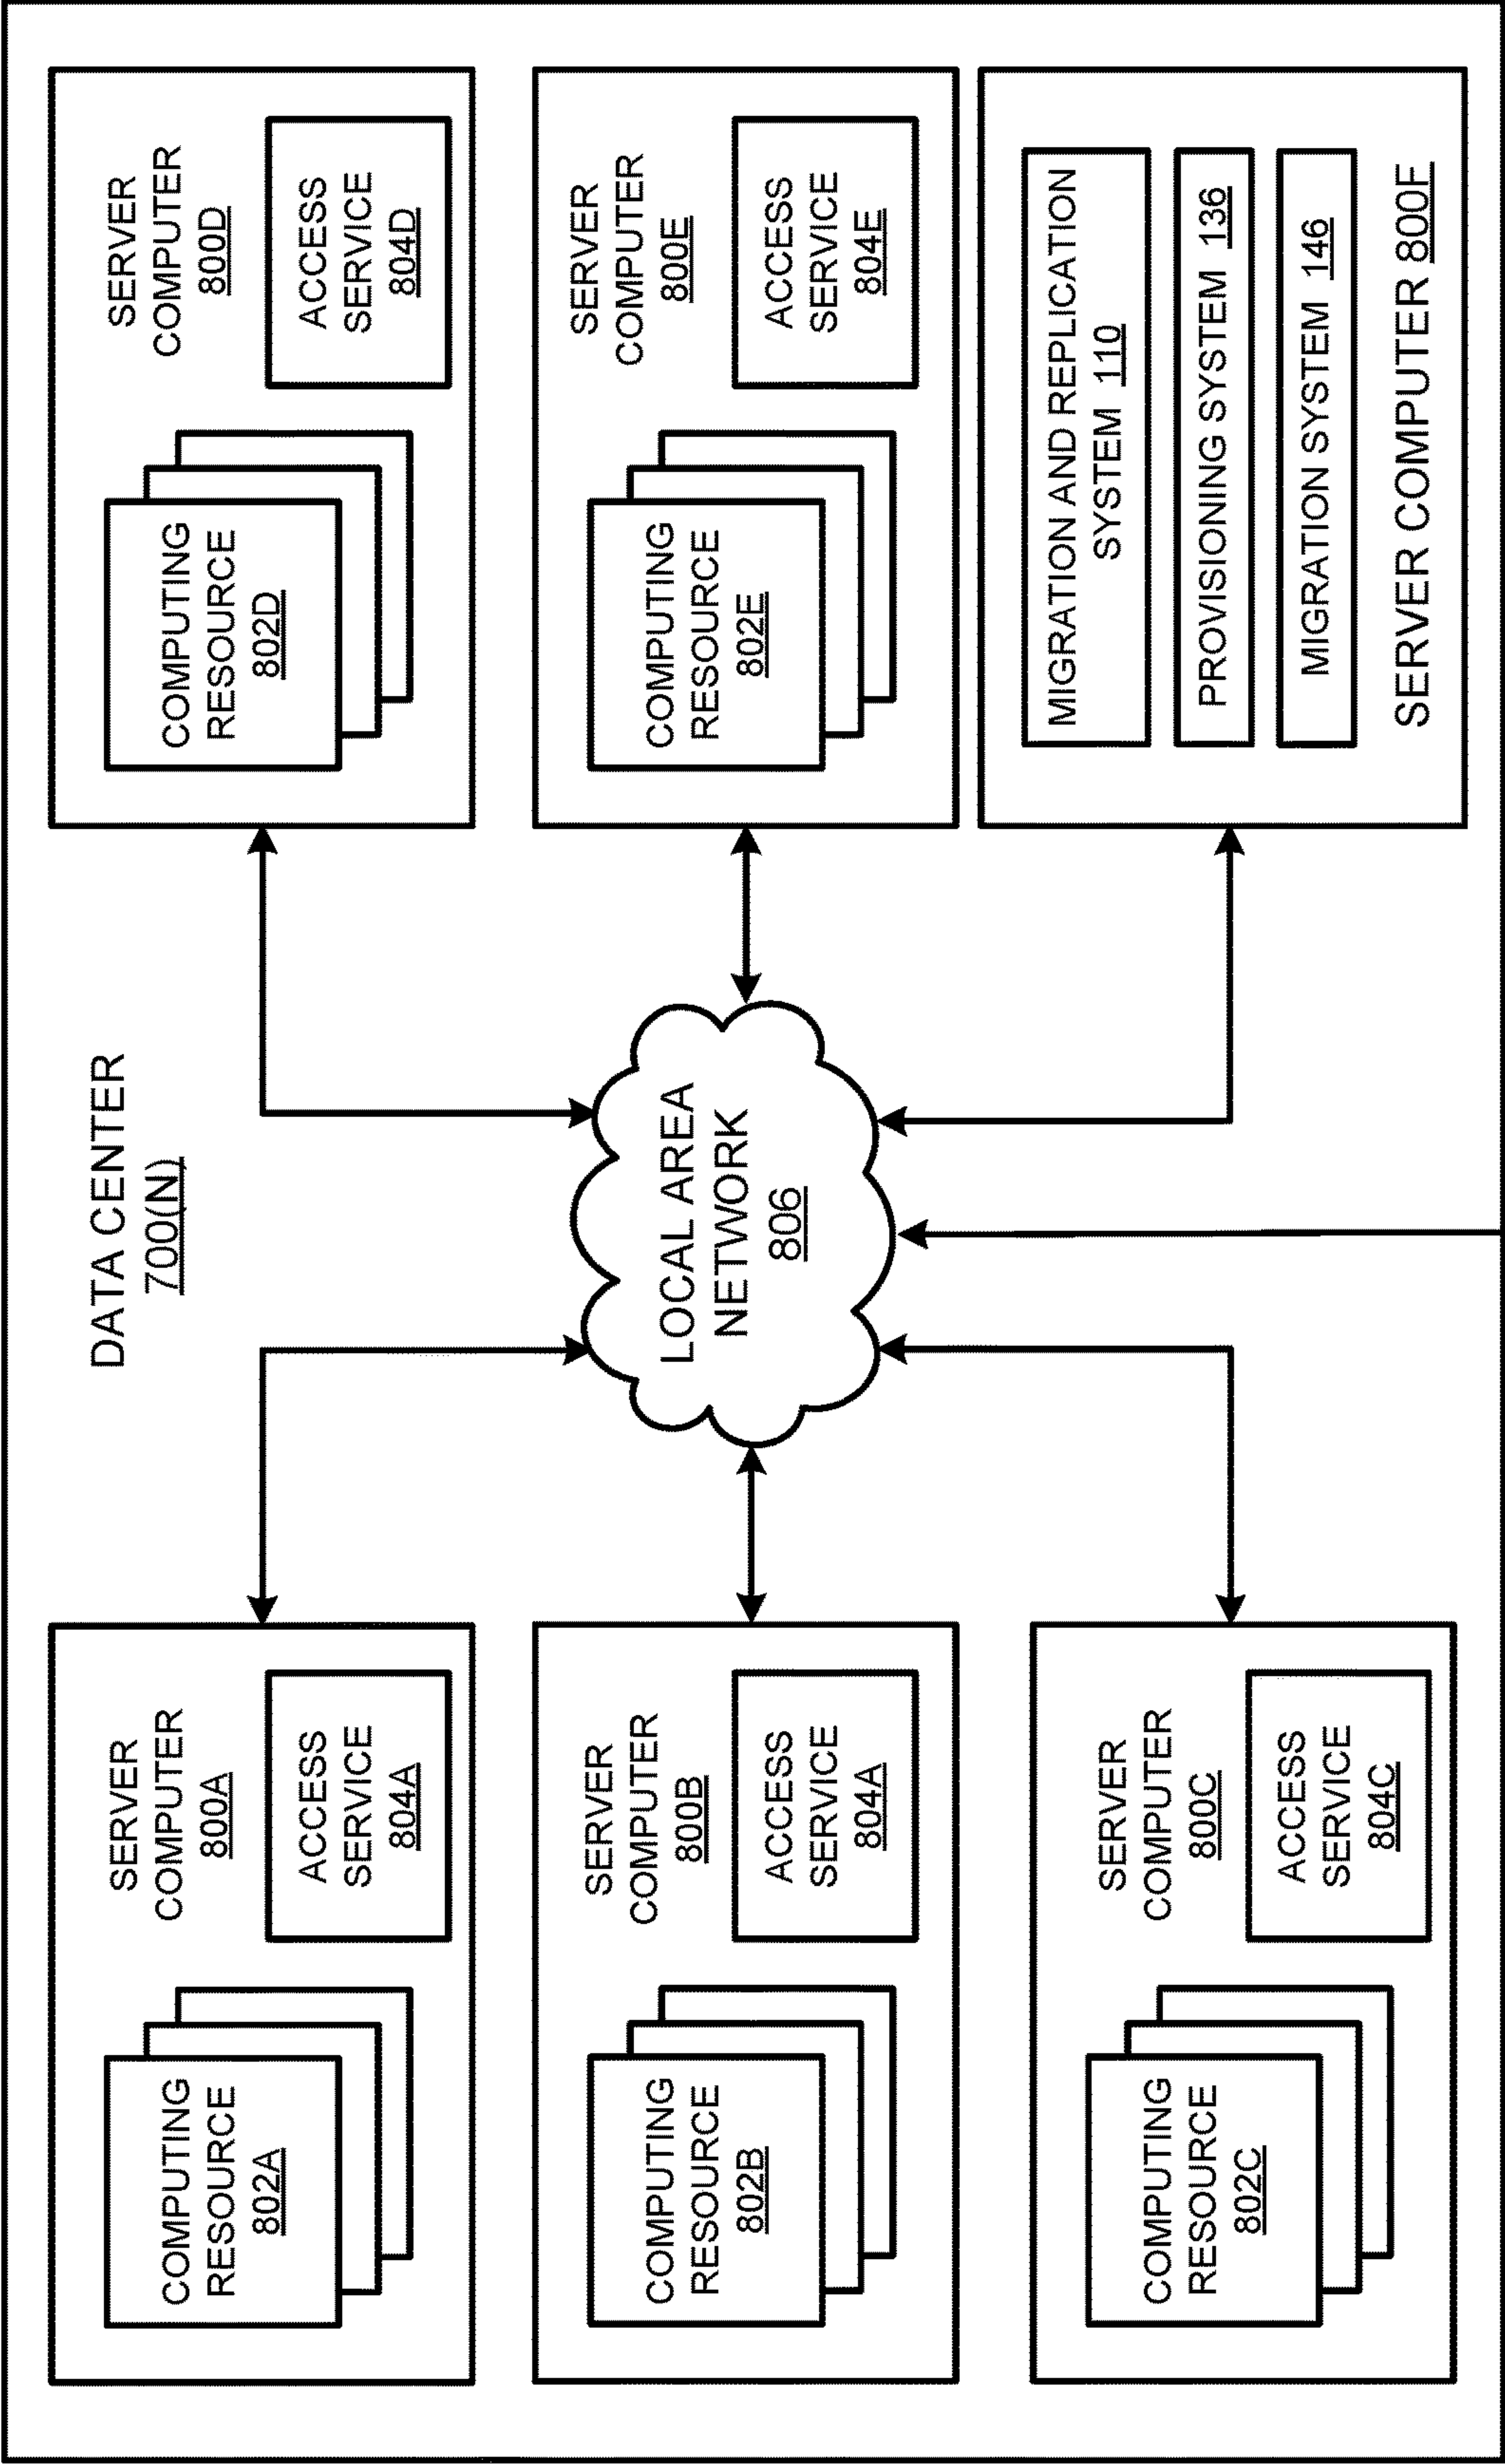 DATA CENTER
700(N)
SERVER
COMPUTER
800A
COMPUTING
RESOURCE
802A
ACCESS
SERVICE
804A
SERVER
COMPUTER
800B
COMPUTING
RESOURCE
802B
ACCESS
SERVICE
804A
SERVER
COMPUTER
800C
COMPUTING
RESOURCE
802C
ACCESS
SERVICE
804C
LOCAL AREA
NETWORK
806
SERVER
COMPUTER
800D
COMPUTING
RESOURCE
802D
ACCESS
SERVICE
804D
SERVER
COMPUTER
800E
COMPUTING
RESOURCE
802E
ACCESS
SERVICE
804E
MIGRATION AND REPLICATION
SYSTEM 110
PROVISIONING SYSTEM 136
MIGRATION SYSTEM 146
SERVER COMPUTER 800F